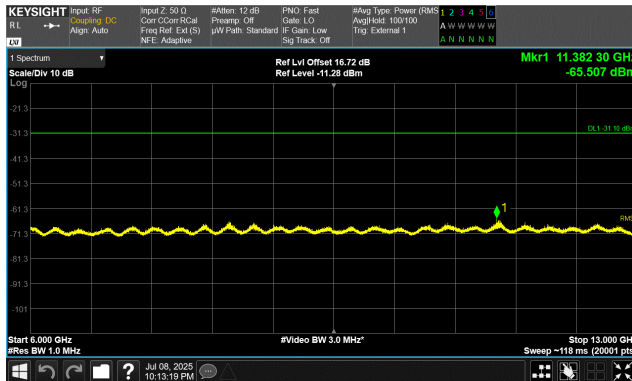 KEYSIGHT Input: RF Input Z: 50 Ω #Atten: 12 dB PNO: Fast #Avg Type: Power (RMS 1 2 3 4 5 6
RL Coupling: DC Corr CCorr RCal Preamp: Off Gate: LO Avg|Hold: 100/100 A W W W W W
Align: Auto Freq Ref: Ext (S) µW Path: Standard IF Gain: Low Trig: External 1 A N N N N N
LXI NFE: Adaptive Sig Track: Off
1 Spectrum Ref Lvl Offset 16.72 dB Mkr1 11.382 30 GH
Scale/Div 10 dB Ref Level -11.28 dBm -65.507 dBm
Log
-21.3
-31.3 DL1 -31.10 dB
-41.3
-51.3
-61.3 1
RMS
-71.3
-81.3
-91.3
-101
Start 6.000 GHz #Video BW 3.0 MHz* Stop 13.000 GH
#Res BW 1.0 MHz Sweep ~118 ms (20001 pts
? Jul 08, 2025
10:13:19 PM